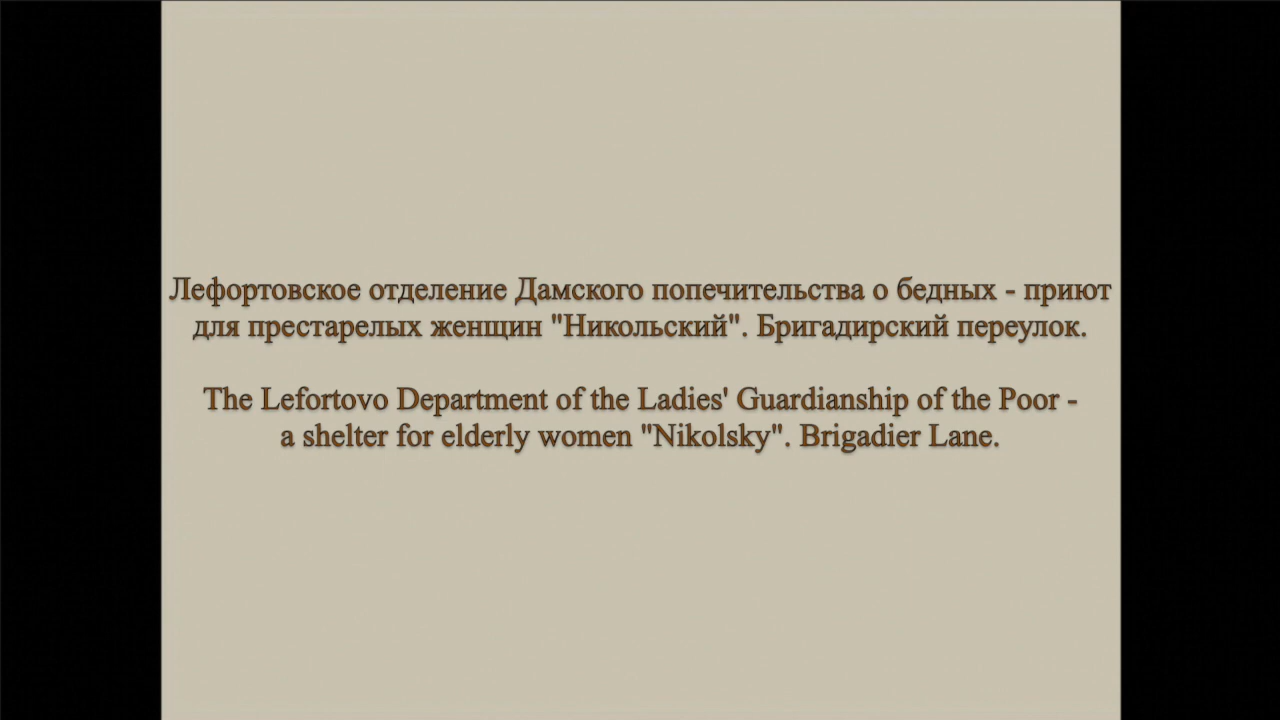 Лефортовское отделение Дамского попечительства о бедных - приют
для престарелых женщин "Никольский". Бригадирский переулок.
The Lefortovo Department of the Ladies' Guardianship of the Poor -
a shelter for elderly women "Nikolsky". Brigadier Lane.